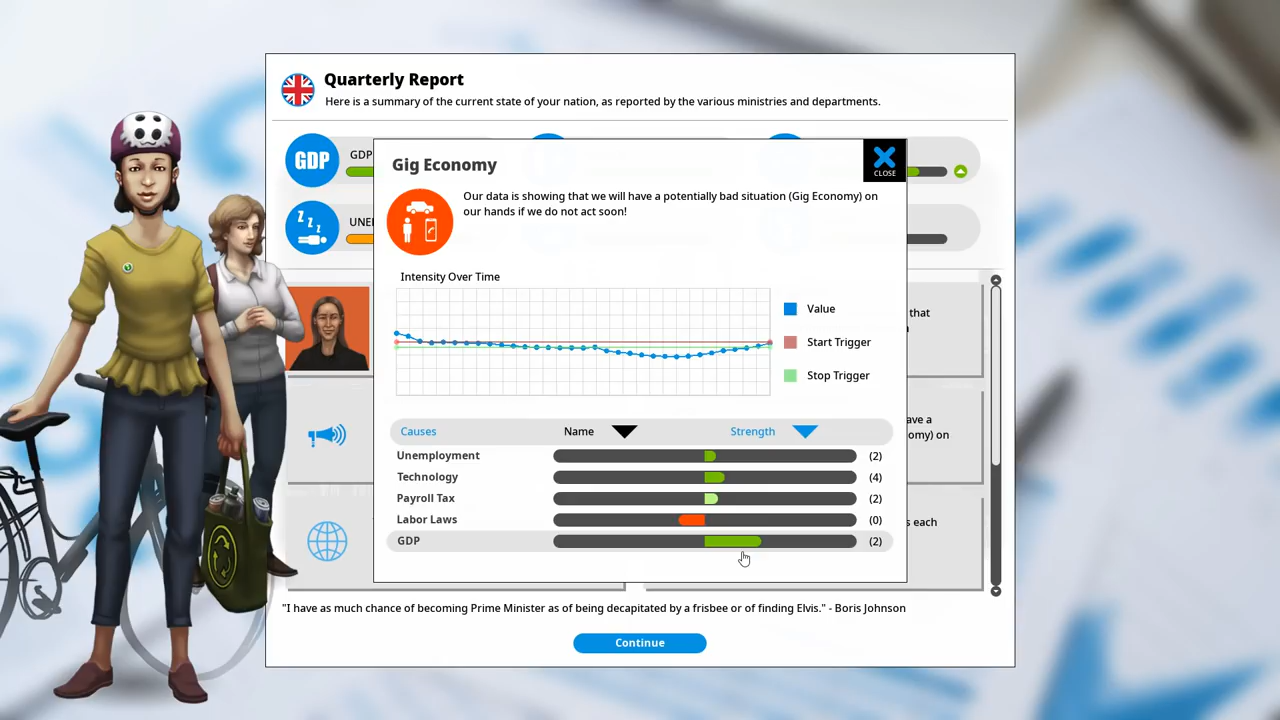 Quarterly Report
Here is a summary of the current state of your nation, as reported by the various ministries and departments.
GDP
GDP
Z Z Z
Gig Economy
CLOSE
Our data is showing that we will have a potentially bad situation (Gig Economy) on
our hands if we do not act soon!
Intensity Over Time
Value
Start Trigger
Stop Trigger
that
ave a
omy) on
s each
Causes Name Strength
Unemployment (2)
Technology (4)
Payroll Tax (2)
Labor Laws (0)
GDP (2)
"I have as much chance of becoming Prime Minister as of being decapitated by a frisbee or of finding Elvis." - Boris Johnson
Continue